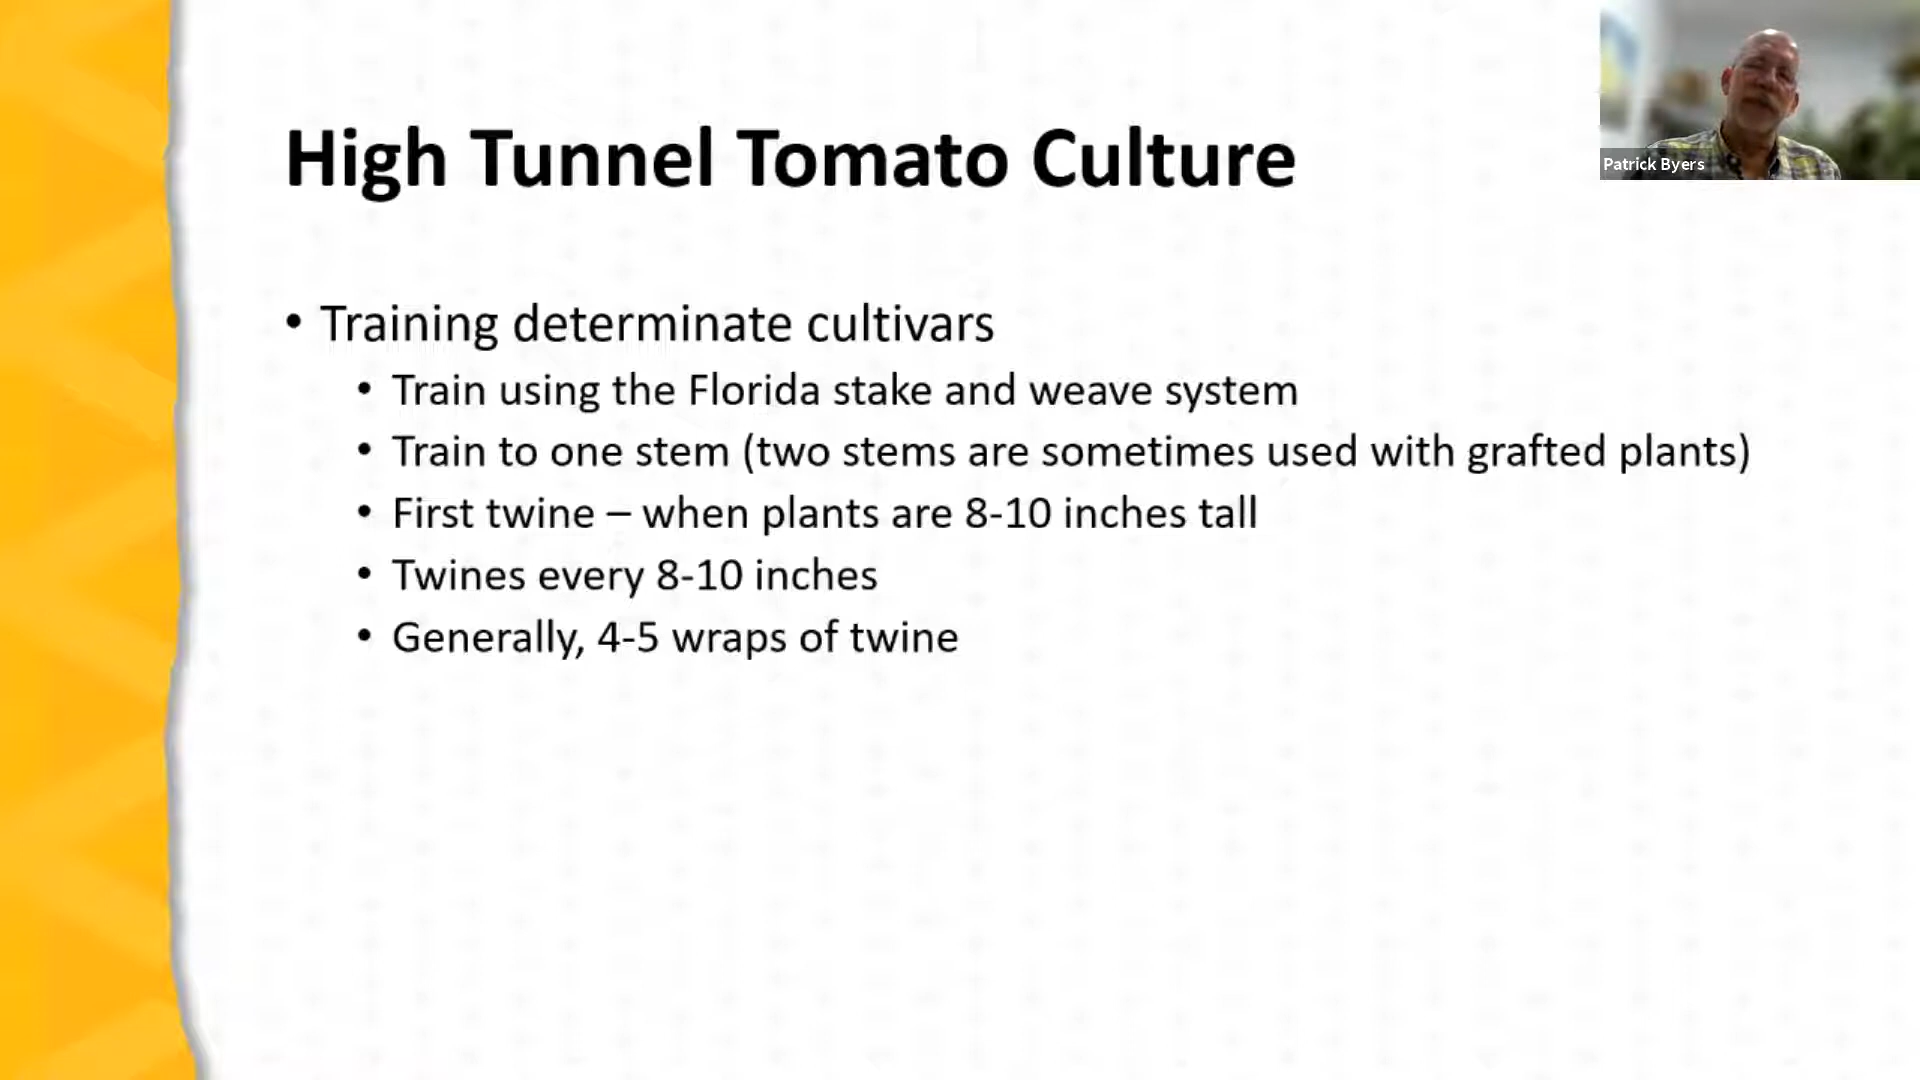 High Tunnel Tomato Culture
Patrick Byers
• Training determinate cultivars
• Train using the Florida stake and weave system
• Train to one stem (two stems are sometimes used with grafted plants)
• First twine – when plants are 8-10 inches tall
• Twines every 8-10 inches
• Generally, 4-5 wraps of twine